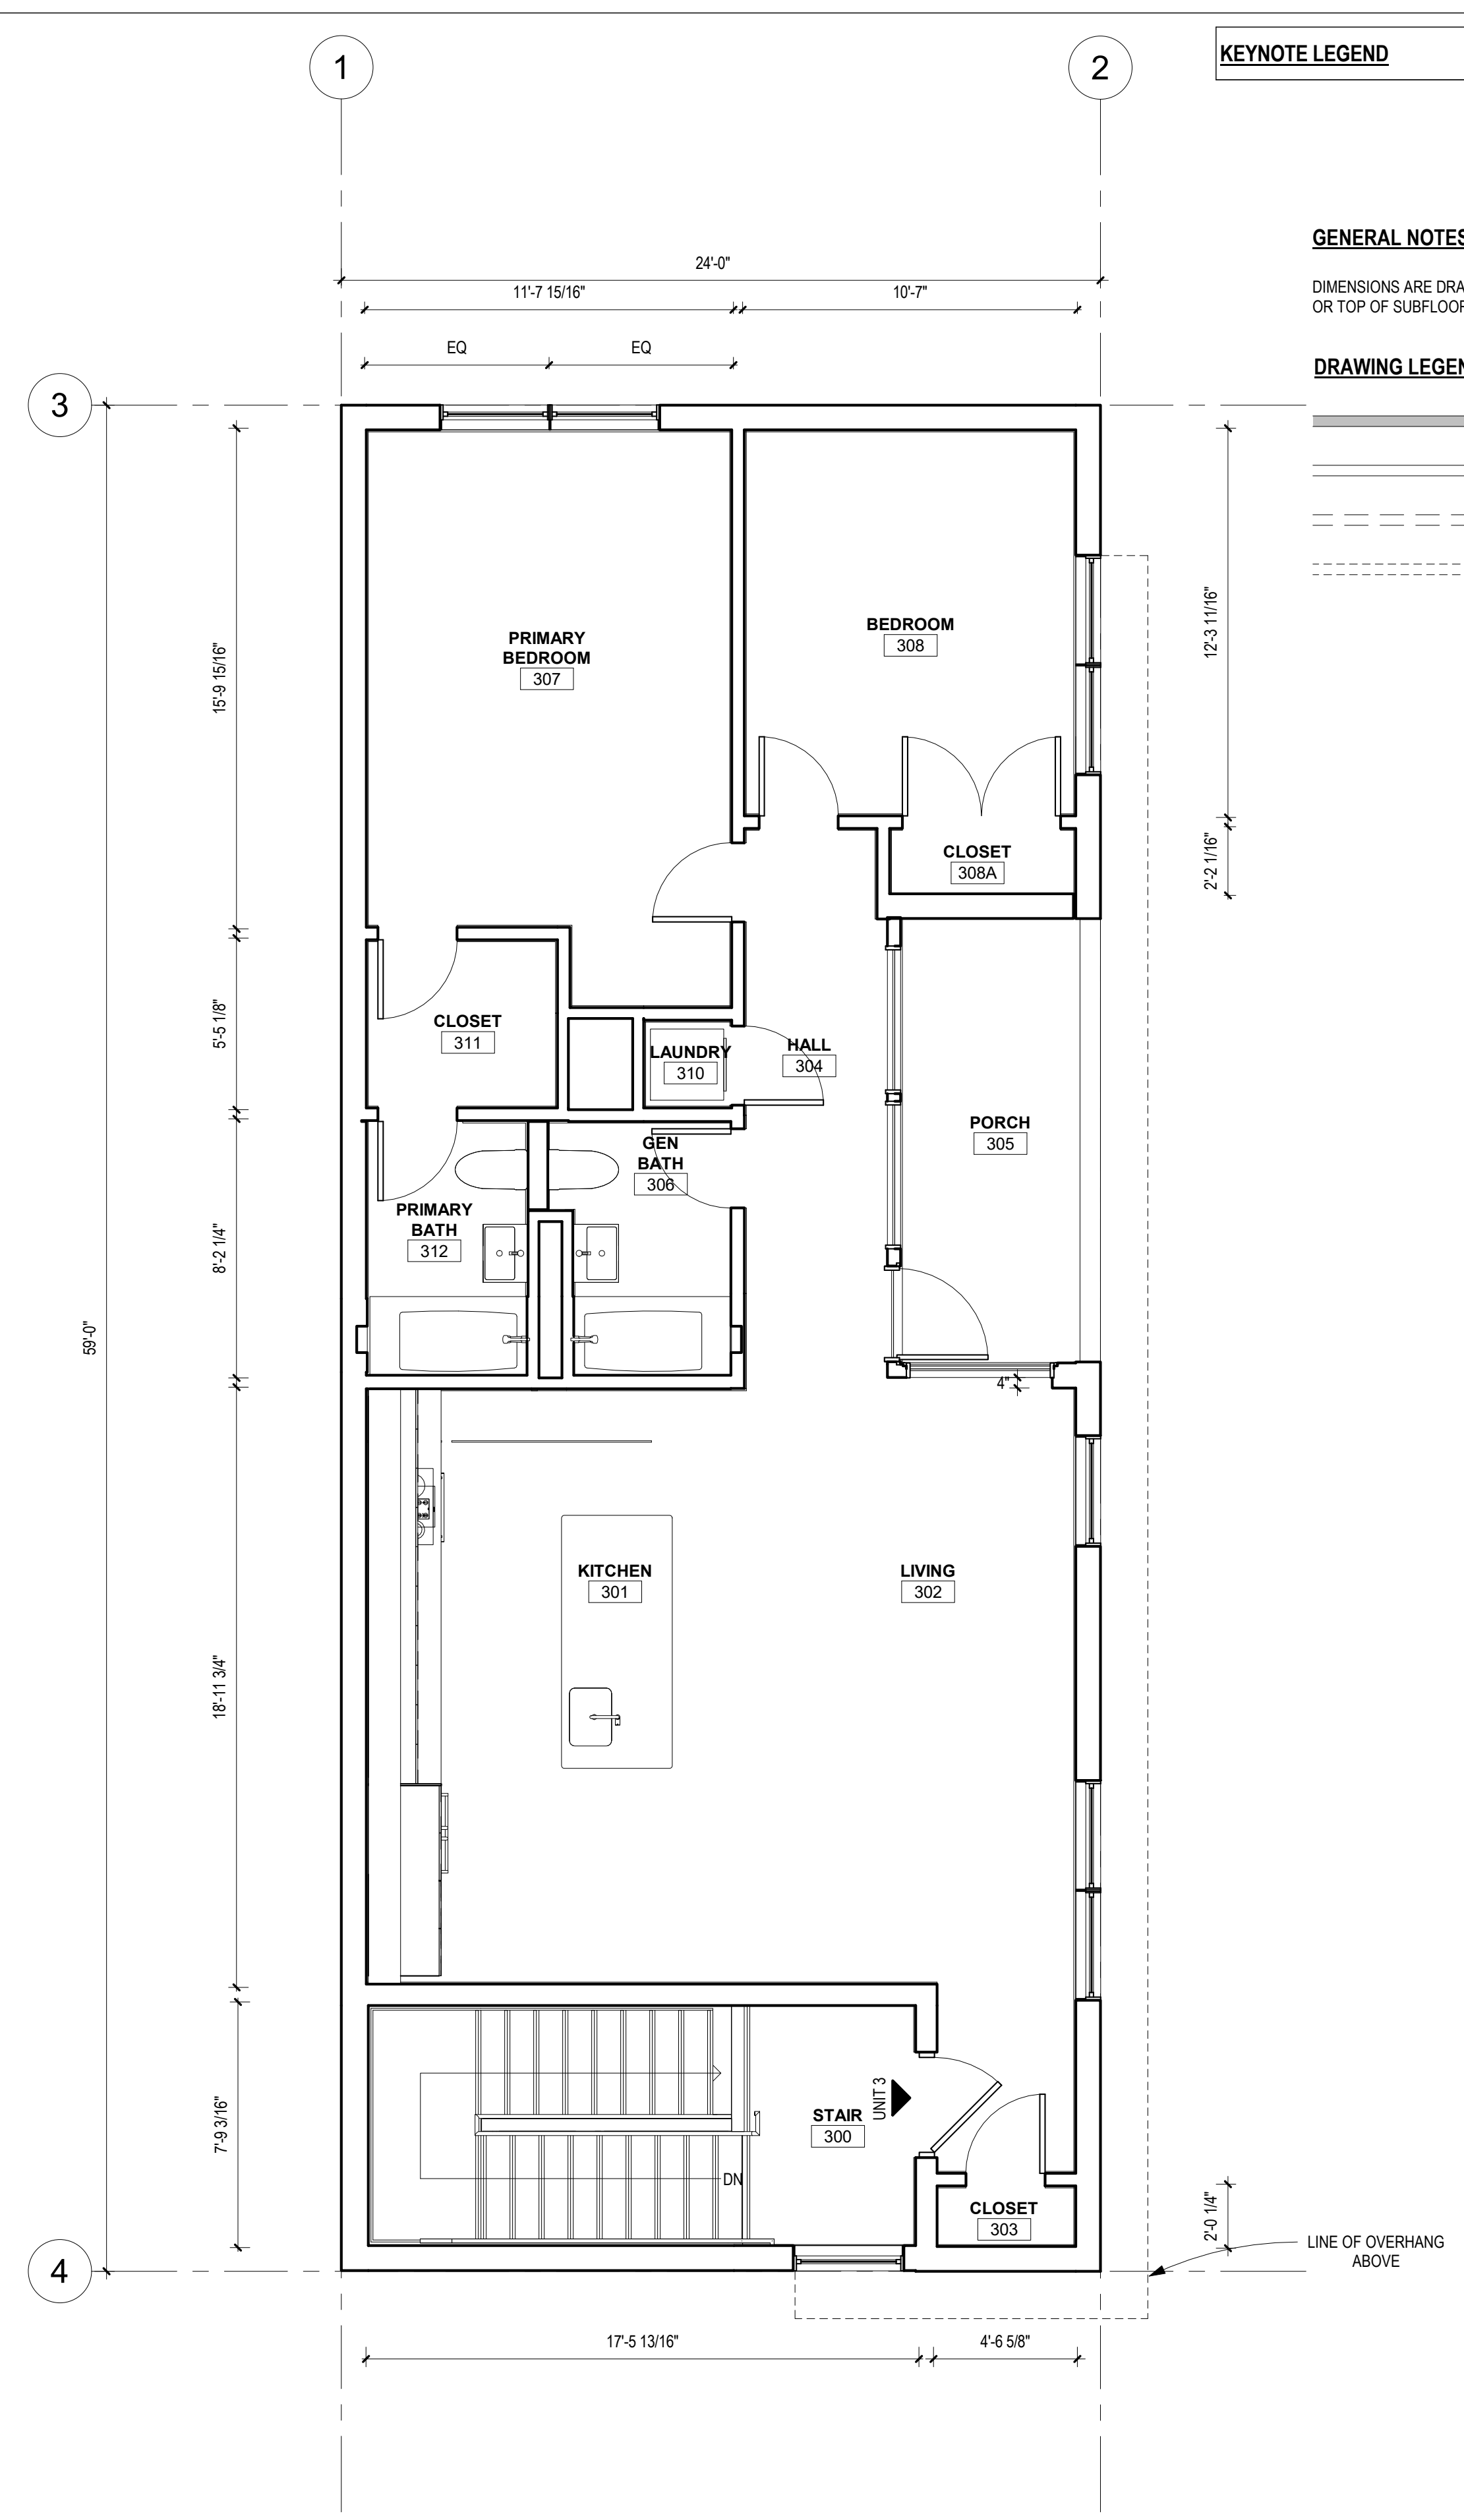 1
2
KEYNOTE LEGEND
GENERAL NOTES
24'-0"
11'-7 15/16"
10'-7"
DIMENSIONS ARE DRA
OR TOP OF SUBFLOOR
EQ
EQ
DRAWING LEGEN
3
PRIMARY
BEDROOM
307
BEDROOM
308
15'-9 15/16"
12'-3 11/16"
CLOSET
308A
2'-2 1/16"
CLOSET
311
5'-5 1/8"
LAUNDRY
310
HALL
304
PORCH
305
GEN
BATH
306
PRIMARY
BATH
312
8'-2 1/4"
59'-0"
4"
KITCHEN
301
LIVING
302
18'-11 3/4"
7'-9 3/16"
UNIT 3
STAIR
300
DN
CLOSET
303
2'-0 1/4"
LINE OF OVERHANG
ABOVE
4
17'-5 13/16"
4'-6 5/8"